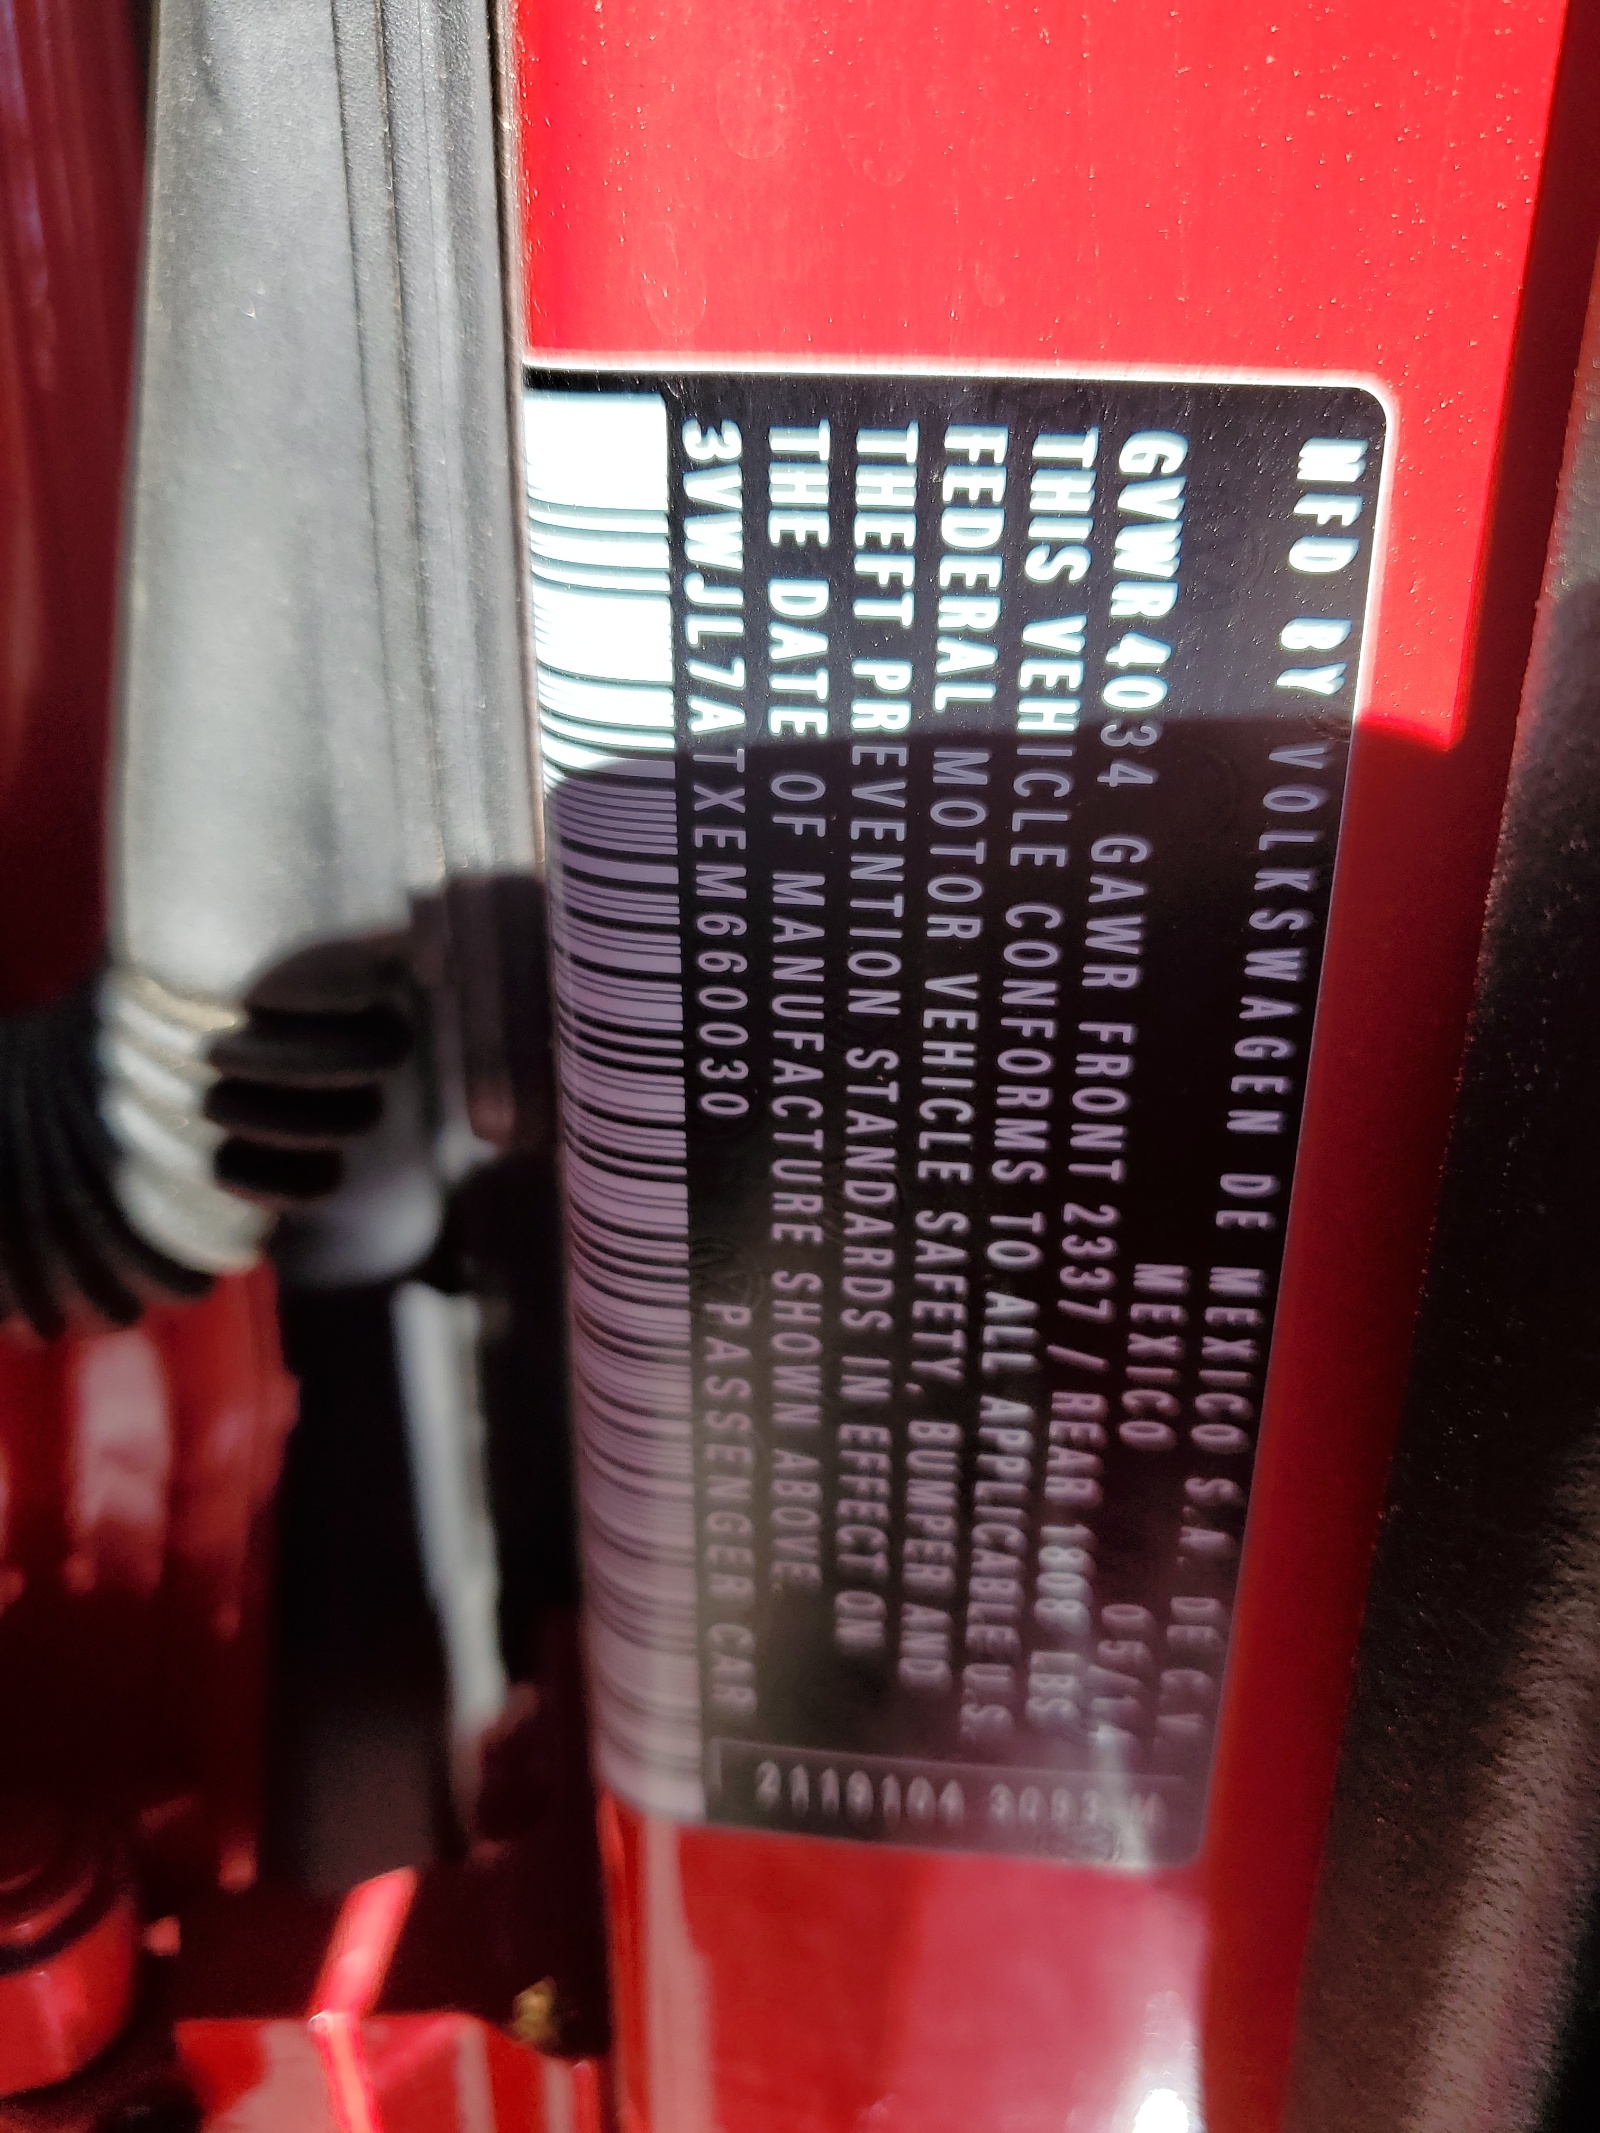 MFD BY VOLKSWAGEN DE MEXICO S.A. DE C.V.
MEXICO 05/14
GVWR 4034 GAWR FRONT 2337 / REAR 1808 LBS
THIS VEHICLE CONFORMS TO ALL APPLICABLE U.S.
FEDERAL MOTOR VEHICLE SAFETY, BUMPER AND
THEFT PREVENTION STANDARDS IN EFFECT ON
THE DATE OF MANUFACTURE SHOWN ABOVE.
3VWJL7ATXEM660030 PASSENGER CAR